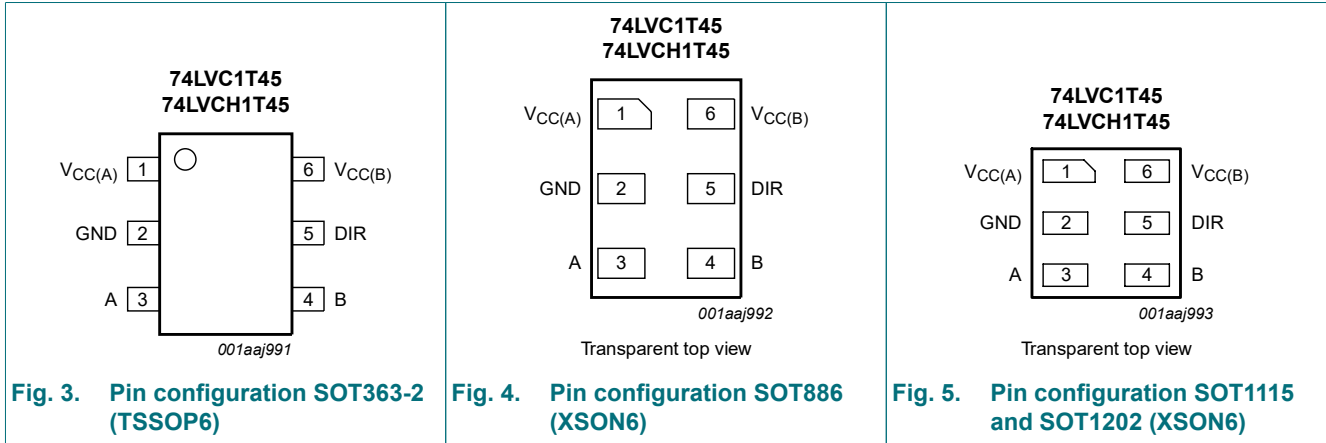 74LVC1T45
74LVCH1T45
VCC(A) 1 6 VCC(B)
GND 2 5 DIR
A 3 4 B
001aaj991
Fig. 3. Pin configuration SOT363-2
(TSSOP6)
74LVC1T45
74LVCH1T45
VCC(A) 1 6 VCC(B)
GND 2 5 DIR
A 3 4 B
001aaj992
Transparent top view
Fig. 4. Pin configuration SOT886
(XSON6)
74LVC1T45
74LVCH1T45
VCC(A) 1 6 VCC(B)
GND 2 5 DIR
A 3 4 B
001aaj993
Transparent top view
Fig. 5. Pin configuration SOT1115
and SOT1202 (XSON6)